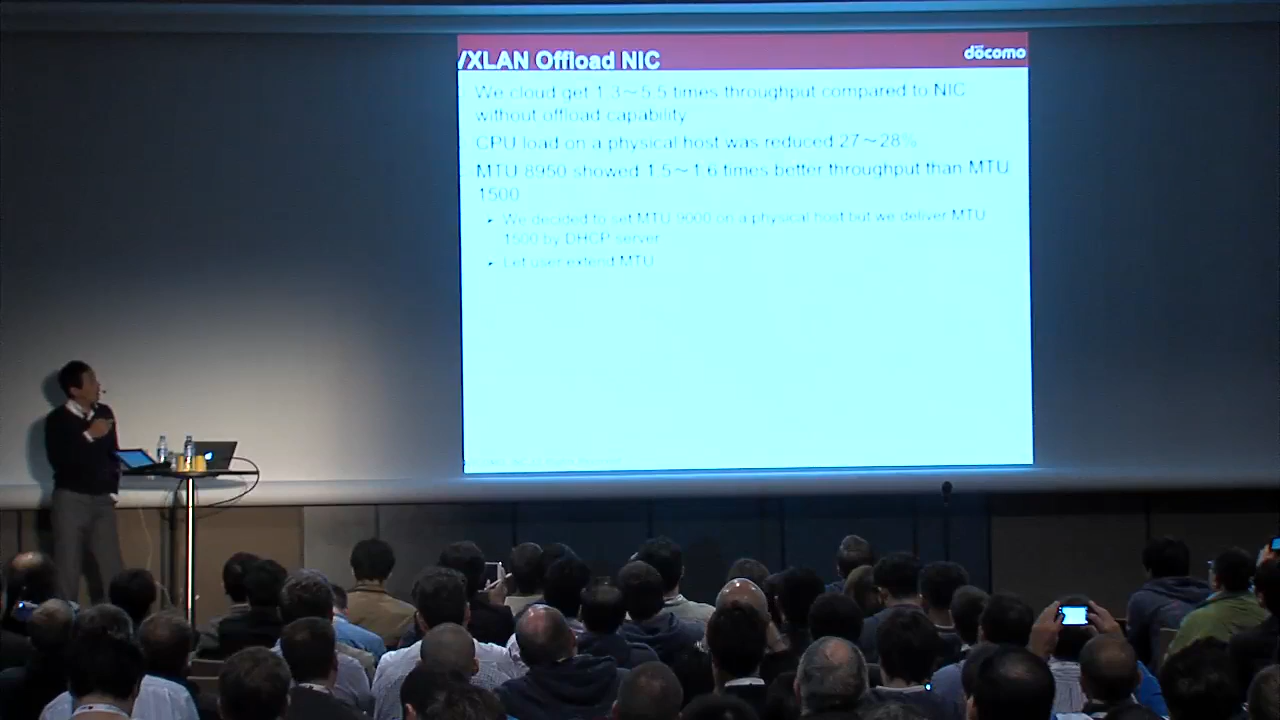 VXLAN Offload NIC
döcomo
We cloud get 1.3～5.5 times throughput compared to NIC
without offload capability
CPU load on a physical host was reduced 27～28%
MTU 8950 showed 1.5～1.6 times better throughput than MTU
1500
We decided to set MTU 9000 on a physical host but we deliver MTU
1500 by DHCP server
Let user extend MTU